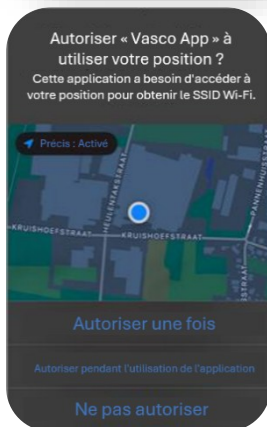 Autoriser « Vasco App » à
utiliser votre position ?
Cette application a besoin d'accéder à
votre position pour obtenir le SSID Wi-Fi.
Précis : Activé
HEULENTAKSTRAAT
PANNENHUISSTRAAT
KRUISHOEFSTRAAT
KRUISHOEFSTRAAT
Autoriser une fois
Autoriser pendant l'utilisation de l'application
Ne pas autoriser